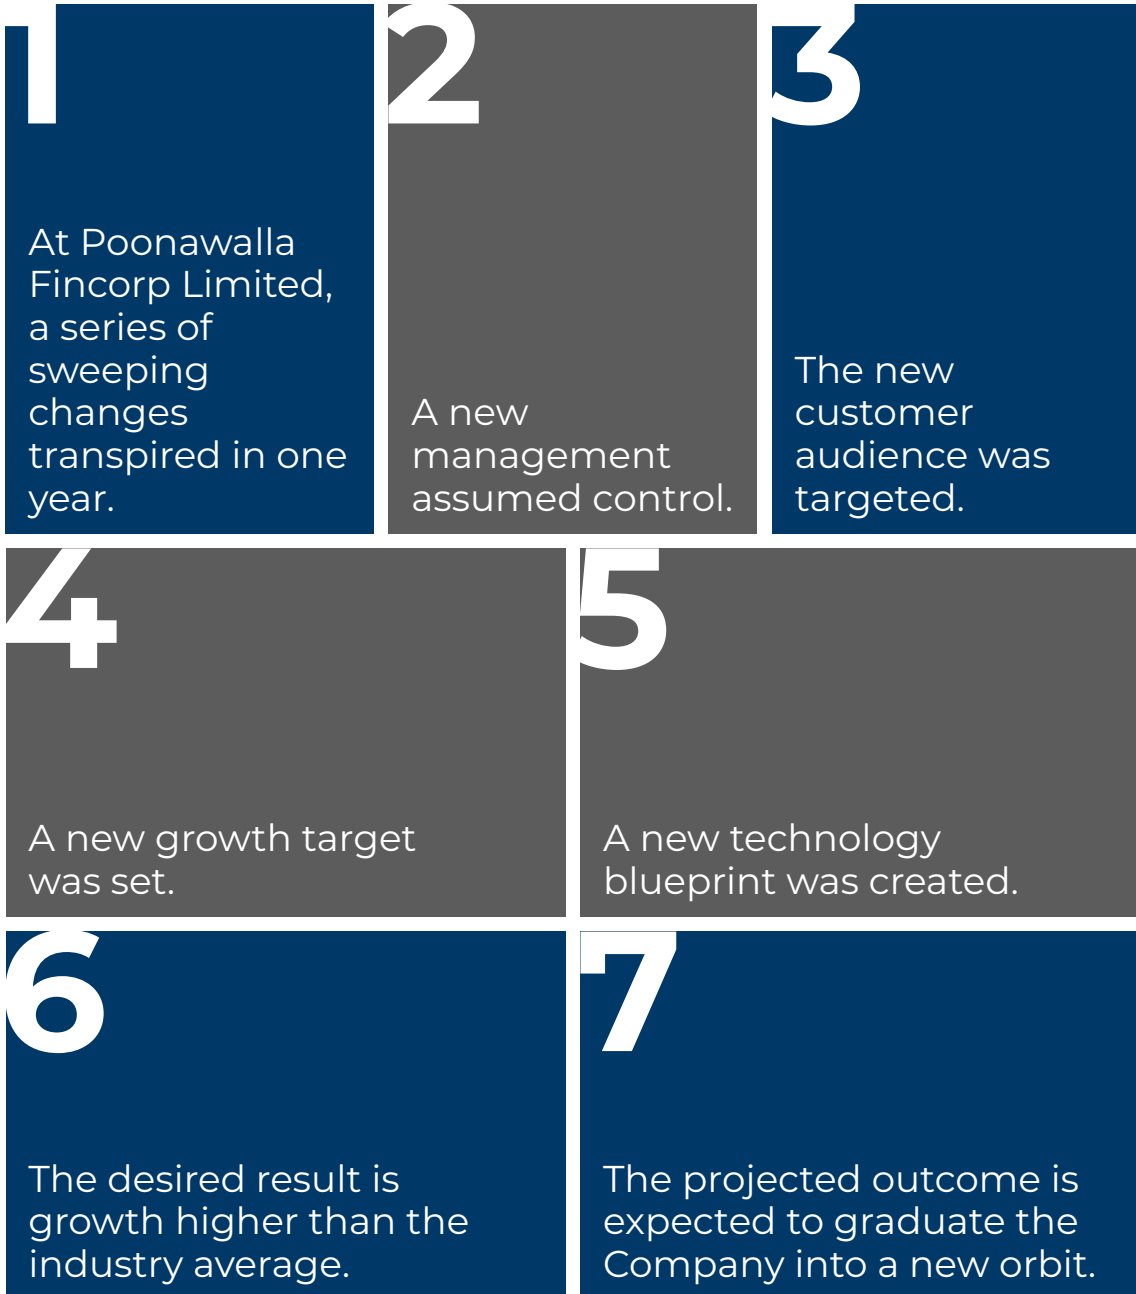 1
At Poonawalla
Fincorp Limited,
a series of
sweeping
changes
transpired in one
year.
2
A new
management
assumed control.
3
The new
customer
audience was
targeted.
4
A new growth target
was set.
5
A new technology
blueprint was created.
6
The desired result is
growth higher than the
industry average.
7
The projected outcome is
expected to graduate the
Company into a new orbit.